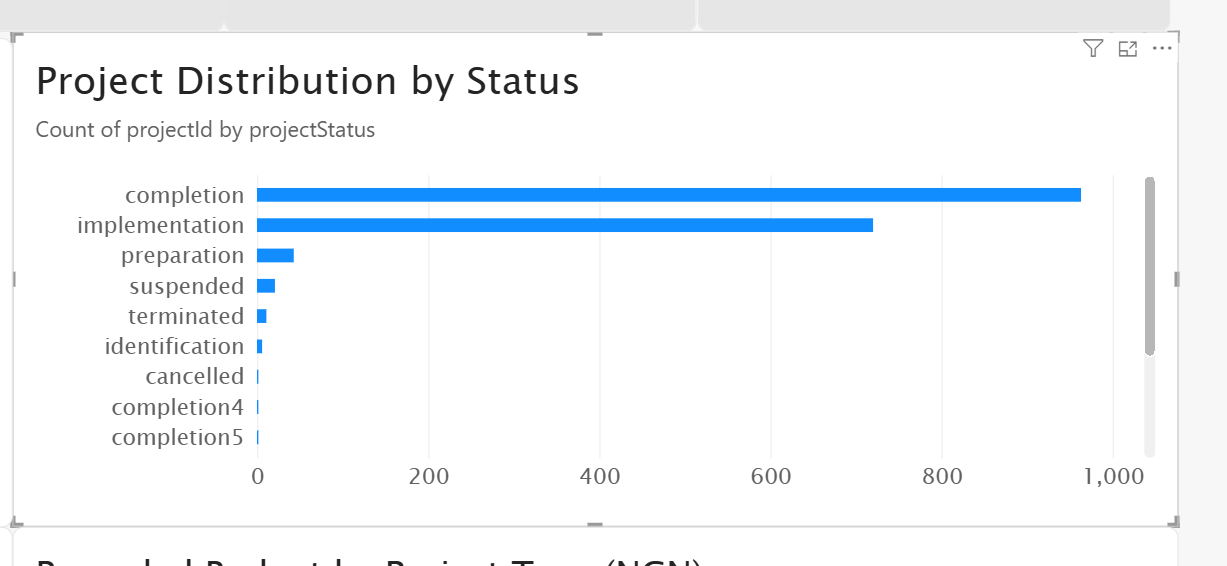 Project Distribution by Status
Count of projectId by projectStatus
completion
implementation
preparation
suspended
terminated
identification
cancelled
completion4
completion5
0 200 400 600 800 1,000